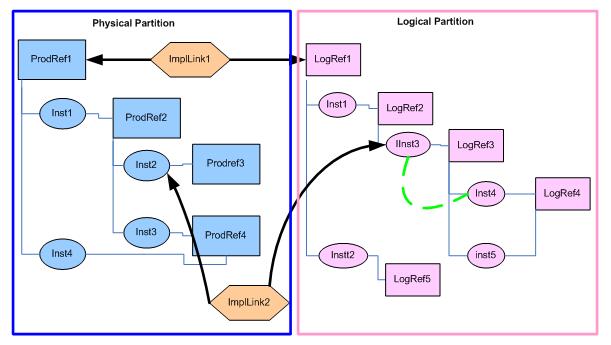 Physical Partition
Logical Partition
ProdRef1
ImplLink1
LogRef1
Inst1
ProdRef2
Inst1
LogRef2
Inst2
Prodref3
IInst3
LogRef3
Inst4
LogRef4
Inst3
ProdRef4
Inst4
Instt2
inst5
LogRef5
ImplLink2